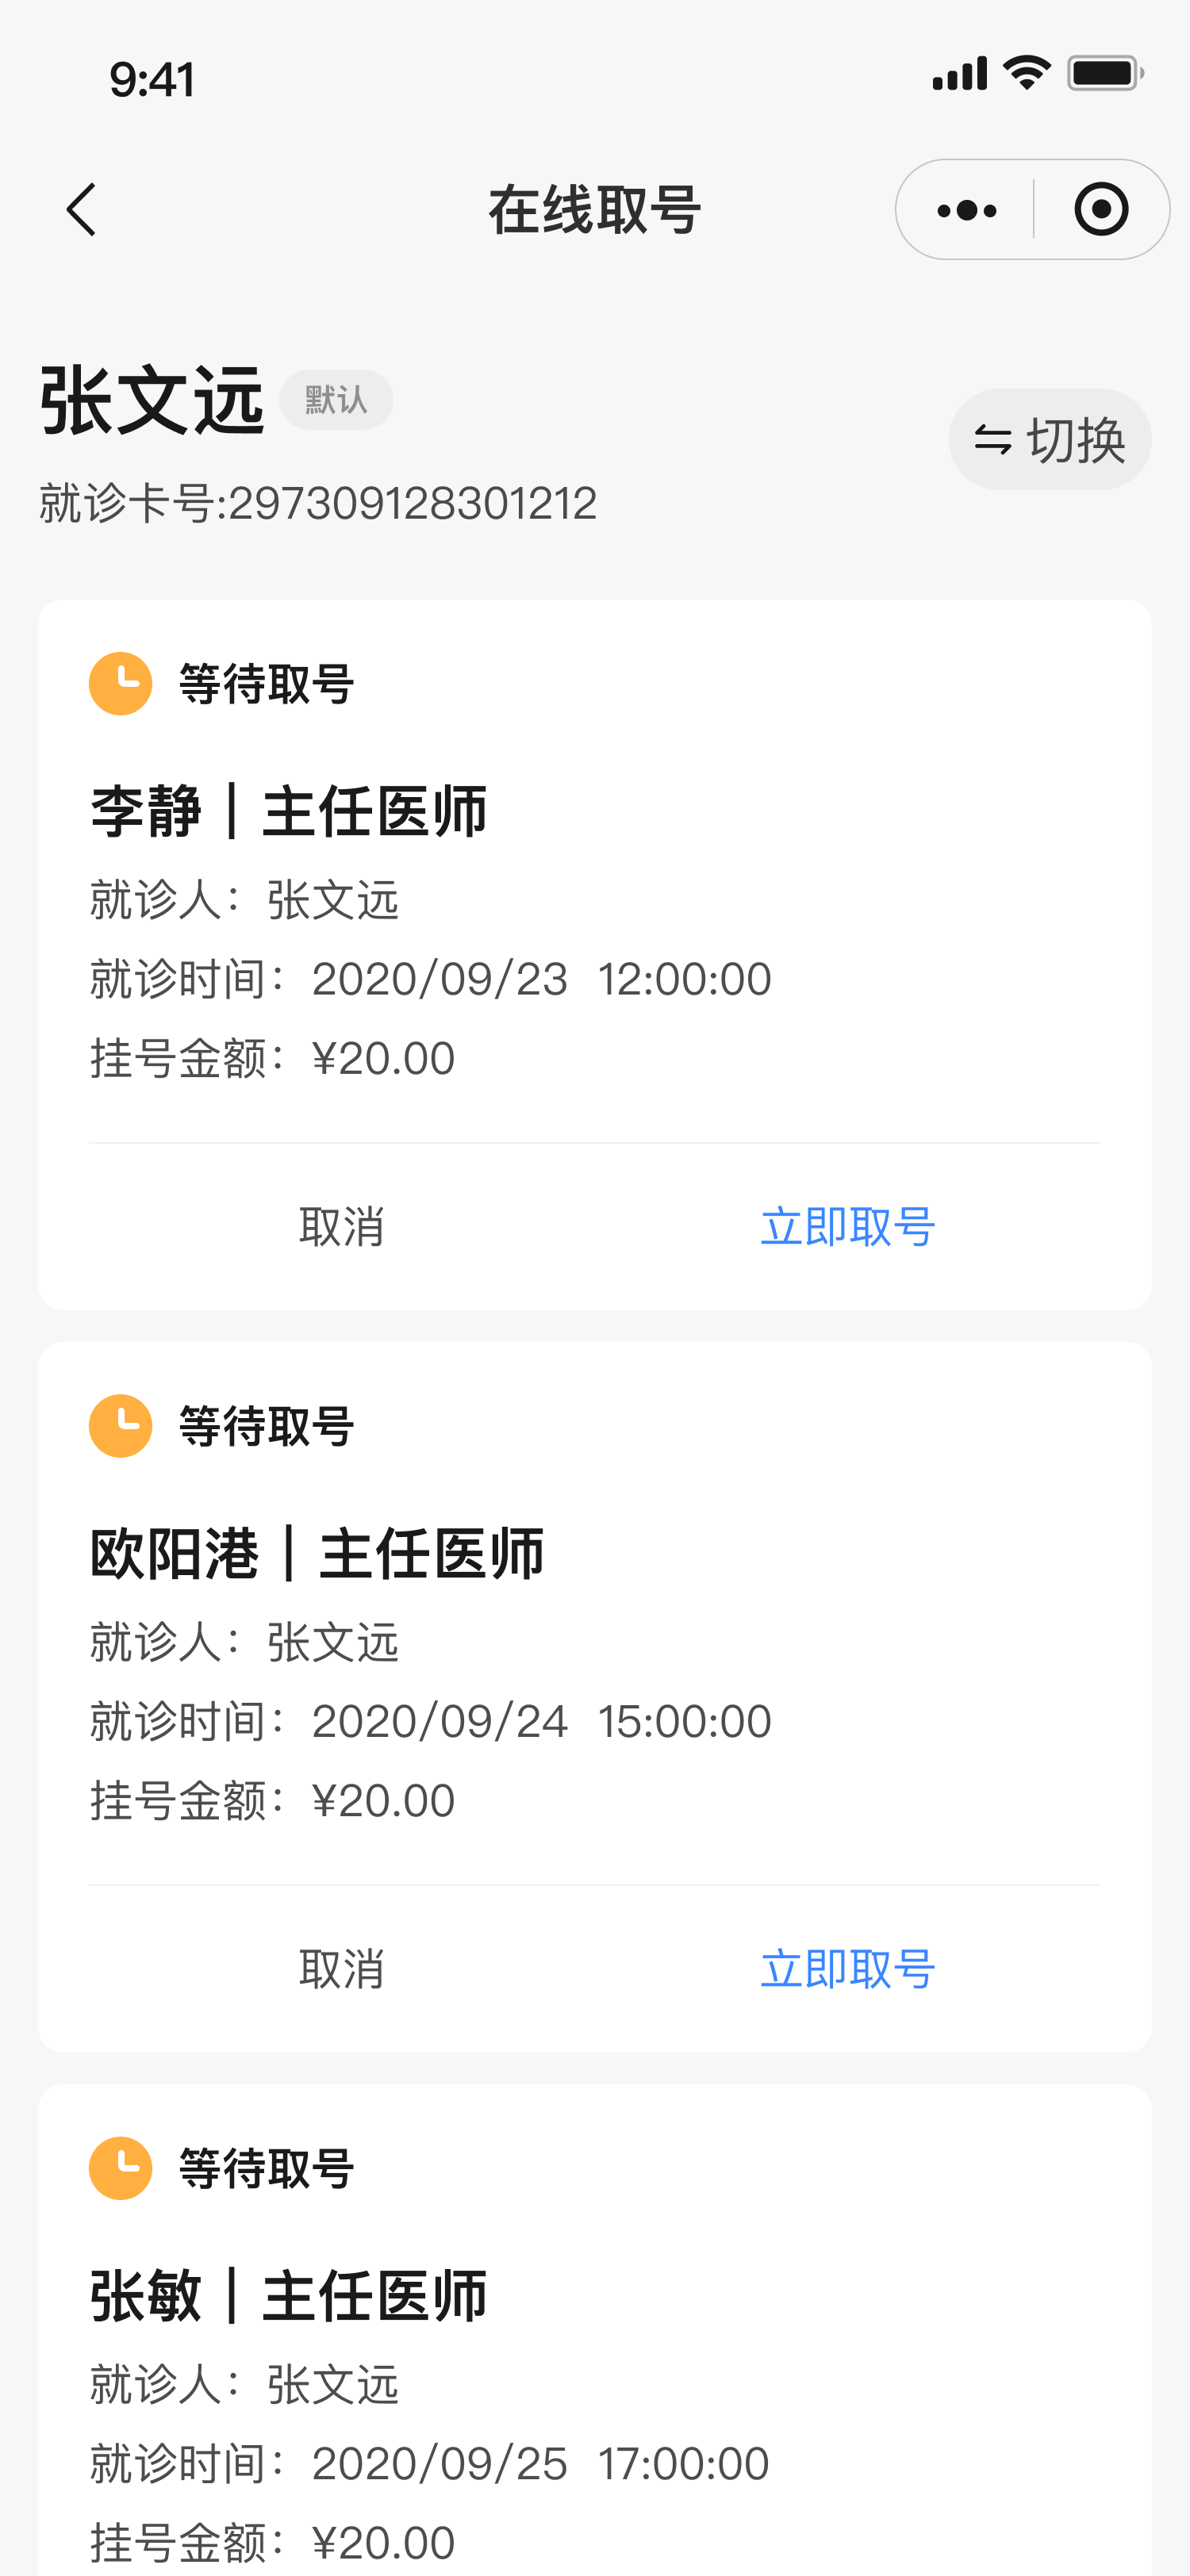 9:41
在线取号
张文远 默认
切换
就诊卡号:297309128301212
等待取号
李静｜主任医师
就诊人：张文远
就诊时间：2020/09/23 12:00:00
挂号金额：¥20.00
取消 立即取号
等待取号
欧阳港｜主任医师
就诊人：张文远
就诊时间：2020/09/24 15:00:00
挂号金额：¥20.00
取消 立即取号
等待取号
张敏｜主任医师
就诊人：张文远
就诊时间：2020/09/25 17:00:00
挂号金额：¥20.00